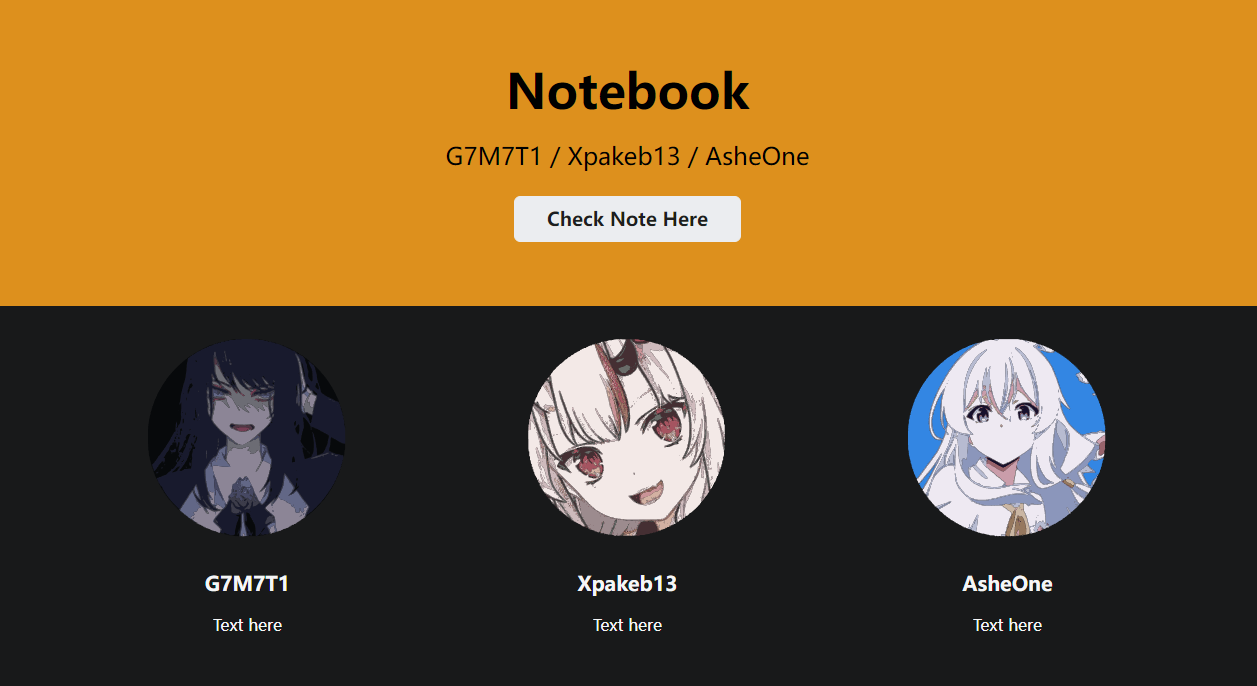 Notebook
G7M7T1 / Xpakeb13 / AsheOne
Check Note Here
G7M7T1
Xpakeb13
AsheOne
Text here
Text here
Text here